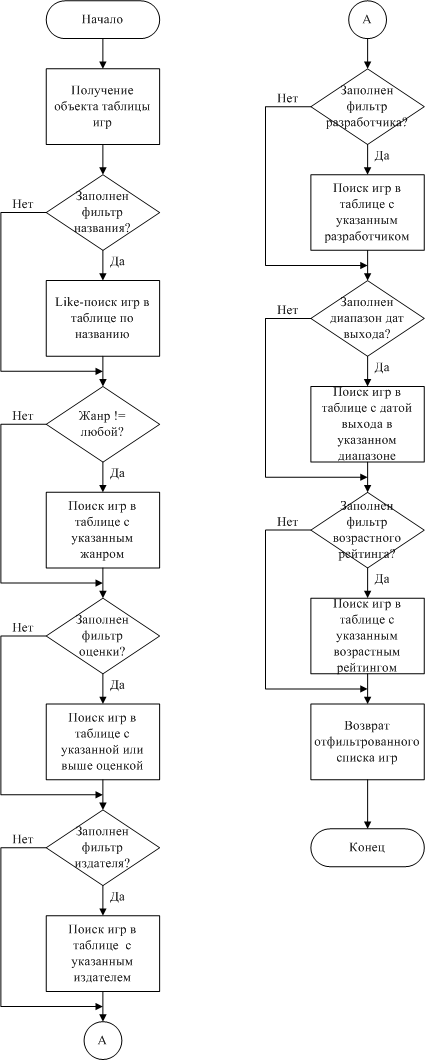 Начало
Получение
объекта таблицы
игр
Заполнен
фильтр
названия?
Нет
Да
Like-поиск игр в
таблице по
названию
Жанр !=
любой?
Нет
Да
Поиск игр в
таблице с
указанным
жанром
Заполнен
фильтр
оценки?
Нет
Да
Поиск игр в
таблице с
указанной или
выше оценкой
Заполнен
фильтр
издателя?
Нет
Да
Поиск игр в
таблице с
указанным
издателем
А
А
Заполнен
фильтр
разработчика?
Нет
Да
Поиск игр в
таблице с
указанным
разработчиком
Заполнен
диапазон дат
выхода?
Нет
Да
Поиск игр в
таблице с датой
выхода в
указанном
диапазоне
Заполнен
фильтр
возрастного
рейтинга?
Нет
Да
Поиск игр в
таблице с
указанным
возрастным
рейтингом
Возврат
отфильтрованного
списка игр
Конец